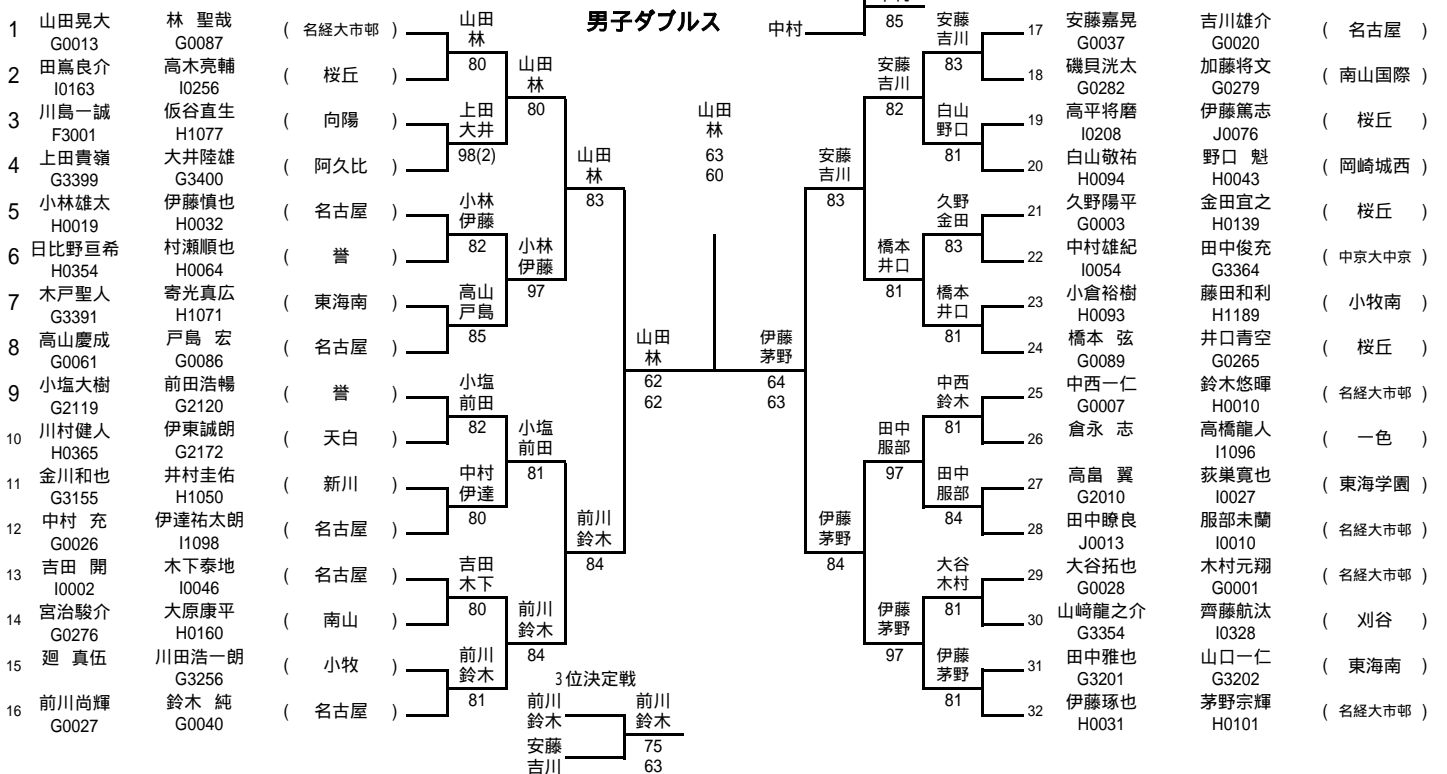 男子ダブルス
中村
85
1 山田晃大 林 聖哉 ( 名経大市邨 )
G0013 G0087
2 田嶌良介 高木亮輔 ( 桜丘 )
I0163 I0256
3 川島一誠 仮谷直生 ( 向陽 )
F3001 H1077
4 上田貴嶺 大井陸雄 ( 阿久比 )
G3399 G3400
5 小林雄太 伊藤慎也 ( 名古屋 )
H0019 H0032
6 日比野亘希 村瀬順也 ( 誉 )
H0354 H0064
7 木戸聖人 寄光真広 ( 東海南 )
G3391 H1071
8 高山慶成 戸島 宏 ( 名古屋 )
G0061 G0086
9 小塩大樹 前田浩暢 ( 誉 )
G2119 G2120
10 川村健人 伊東誠朗 ( 天白 )
H0365 G2172
11 金川和也 井村圭佑 ( 新川 )
G3155 H1050
12 中村 充 伊達祐太朗 ( 名古屋 )
G0026 I1098
13 吉田 開 木下泰地 ( 名古屋 )
I0002 I0046
14 宮治駿介 大原康平 ( 南山 )
G0276 H0160
15 廻 真伍 川田浩一朗 ( 小牧 )
G3256
16 前川尚輝 鈴木 純 ( 名古屋 )
G0027 G0040
山田
林
80
上田
大井
98(2)
小林
伊藤
82
高山
戸島
85
小塩
前田
82
中村
伊達
80
吉田
木下
80
前川
鈴木
81
山田
林
80
小林
伊藤
97
小塩
前田
81
前川
鈴木
84
山田
林
83
前川
鈴木
84
山田
林
62
62
山田
林
63
60
伊藤
茅野
64
63
安藤
吉川
83
伊藤
茅野
84
安藤
吉川
82
橋本
井口
81
田中
服部
97
伊藤
茅野
97
安藤
吉川
83
白山
野口
81
久野
金田
83
橋本
井口
81
中西
鈴木
81
田中
服部
84
大谷
木村
81
伊藤
茅野
81
17 安藤嘉晃 吉川雄介 ( 名古屋 )
G0037 G0020
18 磯貝洸太 加藤将文 ( 南山国際 )
G0282 G0279
19 高平将磨 伊藤篤志 ( 桜丘 )
I0208 J0076
20 白山敬祐 野口 魁 ( 岡崎城西 )
H0094 H0043
21 久野陽平 金田宜之 ( 桜丘 )
G0003 H0139
22 中村雄紀 田中俊充 ( 中京大中京 )
I0054 G3364
23 小倉裕樹 藤田和利 ( 小牧南 )
H0093 H1189
24 橋本 弦 井口青空 ( 桜丘 )
G0089 G0265
25 中西一仁 鈴木悠暉 ( 名経大市邨 )
G0007 H0010
26 倉永 志 高橋龍人 ( 一色 )
I1096
27 高畠 翼 荻巣寛也 ( 東海学園 )
G2010 I0027
28 田中瞭良 服部未蘭 ( 名経大市邨 )
J0013 I0010
29 大谷拓也 木村元翔 ( 名経大市邨 )
G0028 G0001
30 山﨑龍之介 齊藤航汰 ( 刈谷 )
G3354 I0328
31 田中雅也 山口一仁 ( 東海南 )
G3201 G3202
32 伊藤琢也 茅野宗輝 ( 名経大市邨 )
H0031 H0101
3位決定戦
前川
鈴木
安藤
吉川
前川
鈴木
75
63